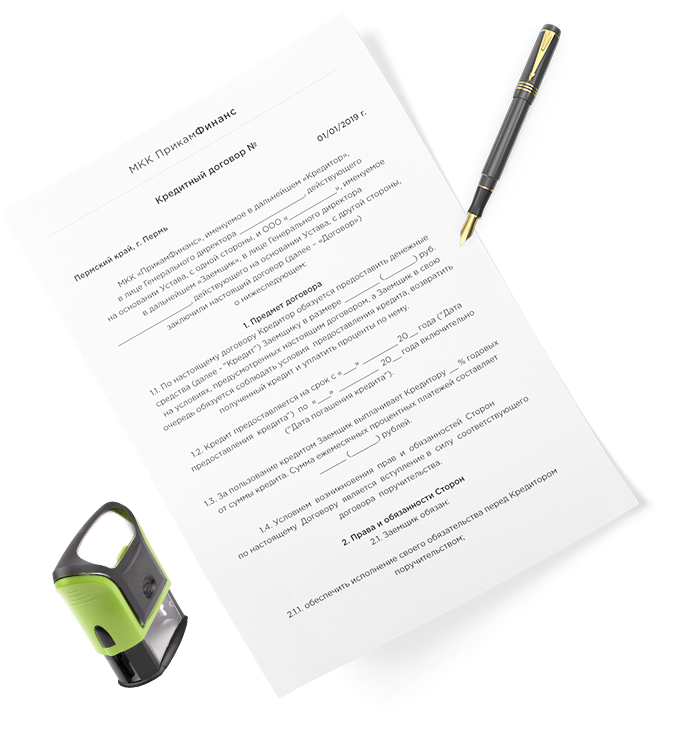 МКК ПрикамФинанс
Кредитный договор №
01/01/2019 г.
Пермский край, г. Пермь
МКК «ПрикамФинанс», именуемое в дальнейшем «Кредитор»,
в лице Генерального директора ______________, действующего
на основании Устава, с одной стороны, и ООО «__________», именуемое
в дальнейшем «Заемщик», в лице Генерального директора
______________, действующего на основании Устава, с другой стороны,
заключили настоящий договор (далее - «Договор»)
о нижеследующем:
1. Предмет договора
1.1. По настоящему договору Кредитор обязуется предоставить денежные
средства (далее - "Кредит") Заемщику в размере ________ (________) руб.
на условиях, предусмотренных настоящим договором, а Заемщик в свою
очередь обязуется соблюдать условия предоставления кредита, возвратить
полученный кредит и уплатить проценты по нему.
1.2. Кредит предоставляется на срок с «___» ________ 20__ года ("Дата
предоставления кредита") по «___» ________ 20__ года включительно
("Дата погашения кредита").
1.3. За пользование кредитом Заемщик выплачивает Кредитору __% годовых
от суммы кредита. Сумма ежемесячных процентных платежей составляет
______ (______) рублей.
1.4. Условием возникновения прав и обязанностей Сторон
по настоящему Договору является вступление в силу соответствующего
договора поручительства.
2. Права и обязанности Сторон
2.1. Заемщик обязан:
2.1.1. обеспечить исполнение своего обязательства перед Кредитором
поручительством;